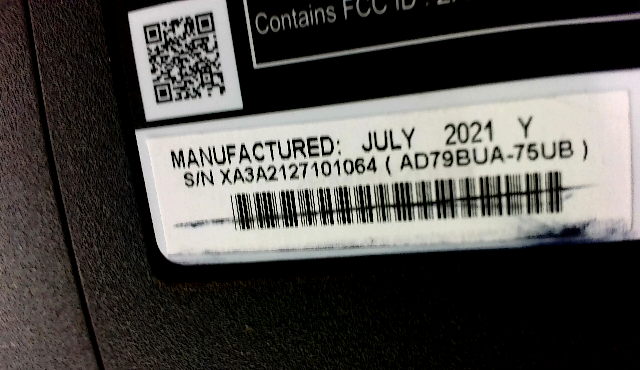 Contains FCC ID :
MANUFACTURED: JULY 2021 Y
S/N XA3A2127101064 ( AD79BUA-75UB )